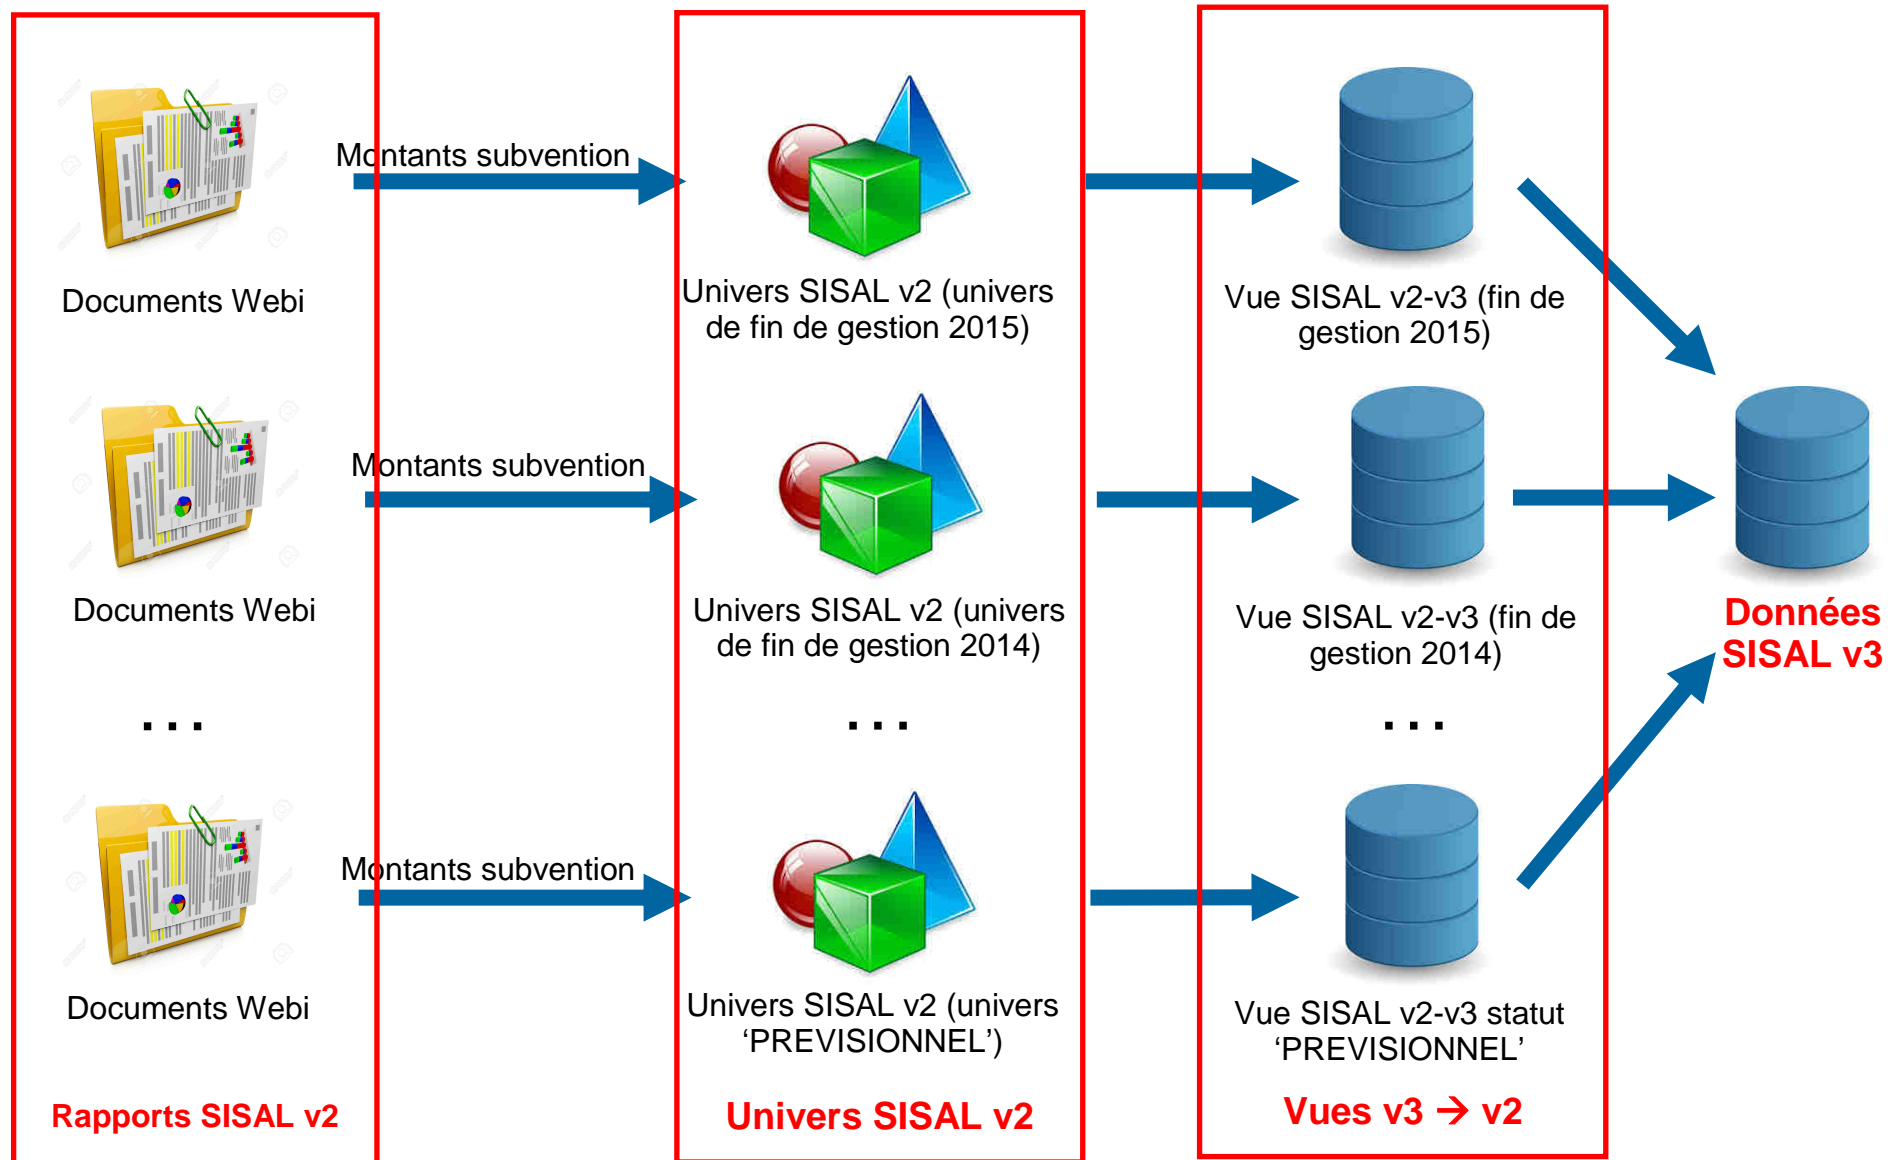 Montants subvention
Documents Webi
Univers SISAL v2 (univers
de fin de gestion 2015)
Vue SISAL v2-v3 (fin de
gestion 2015)
Montants subvention
Documents Webi
Univers SISAL v2 (univers
de fin de gestion 2014)
Vue SISAL v2-v3 (fin de
gestion 2014)
Données
SISAL v3
. . .
. . .
. . .
Montants subvention
Documents Webi
Univers SISAL v2 (univers
‘PREVISIONNEL’)
Vue SISAL v2-v3 statut
‘PREVISIONNEL’
Rapports SISAL v2
Univers SISAL v2
Vues v3 → v2